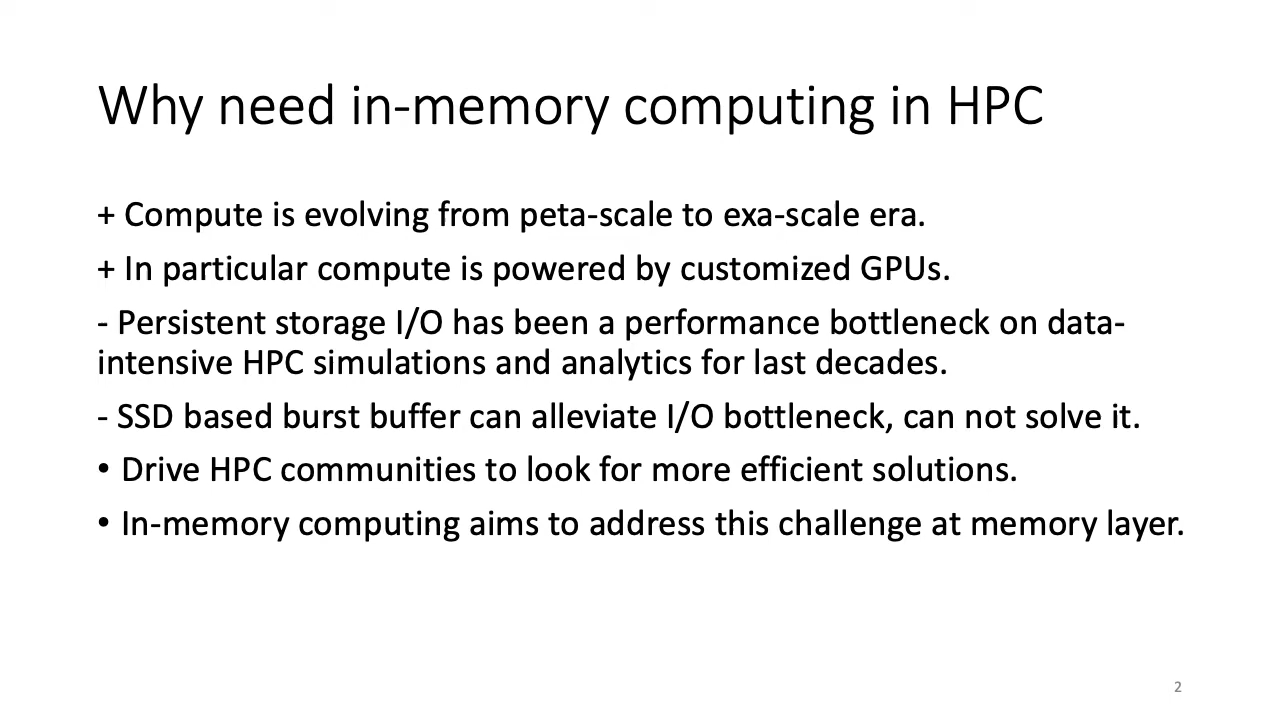 Why need in-memory computing in HPC
+ Compute is evolving from peta-scale to exa-scale era.
+ In particular compute is powered by customized GPUs.
- Persistent storage I/O has been a performance bottleneck on data-
intensive HPC simulations and analytics for last decades.
- SSD based burst buffer can alleviate I/O bottleneck, can not solve it.
• Drive HPC communities to look for more efficient solutions.
• In-memory computing aims to address this challenge at memory layer.
2